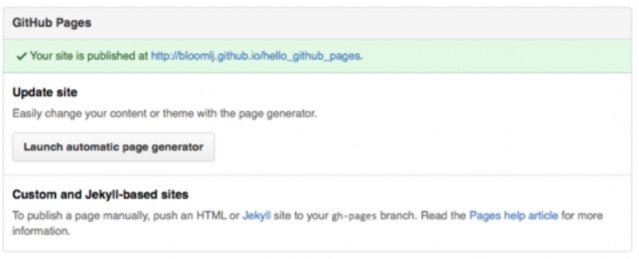 GitHub Pages
✓ Your site is published at http://bloomlj.github.io/hello_github_pages.
Update site
Easily change your content or theme with the page generator.
Launch automatic page generator
Custom and Jekyll-based sites
To publish a page manually, push an HTML or Jekyll site to your gh-pages branch. Read the Pages help article for more
information.